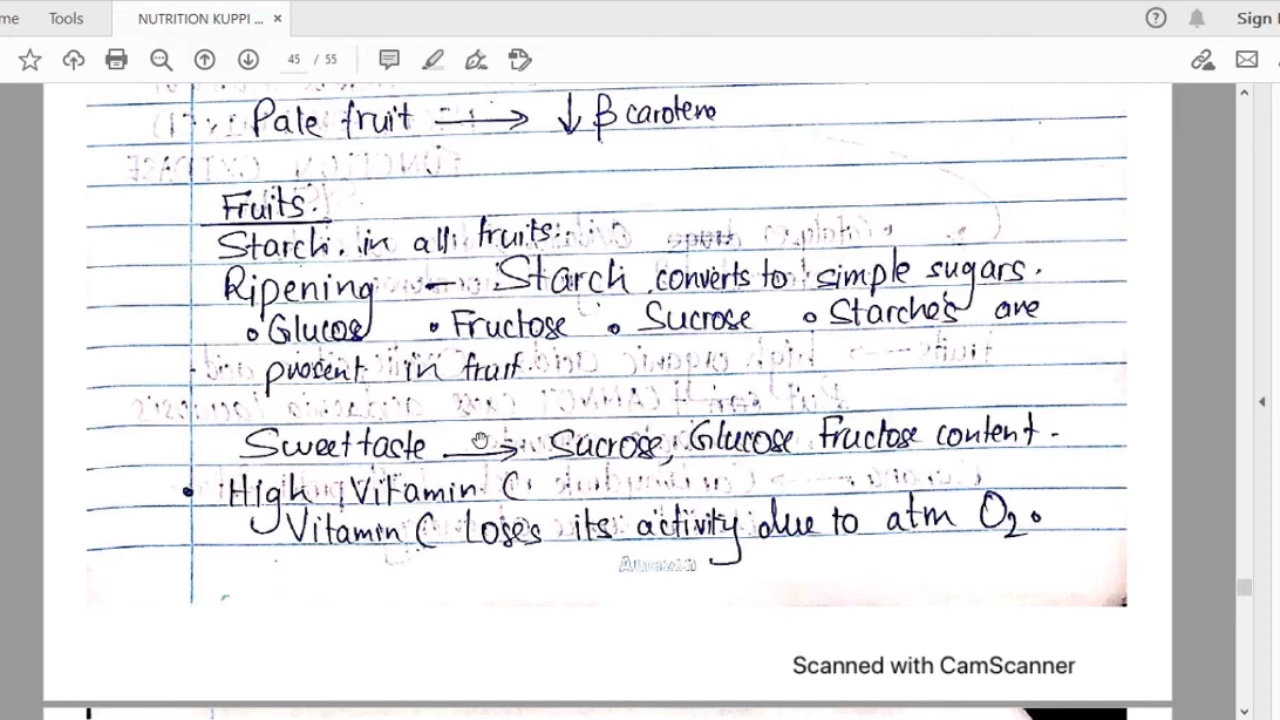 me Tools NUTRITION KUPPI ... × Sign
45 / 55
Pale fruit → ↓ β carotene
Fruits.
Starch. in all fruits.
Ripening ← Starch converts to simple sugars.
• Glucose • Fructose • Sucrose • Starches are
present in fruit.
Sweet taste → Sucrose, Glucose Fructose content.
• High Vitamin C
Vitamin C loses its activity due to atm O₂.
Scanned with CamScanner